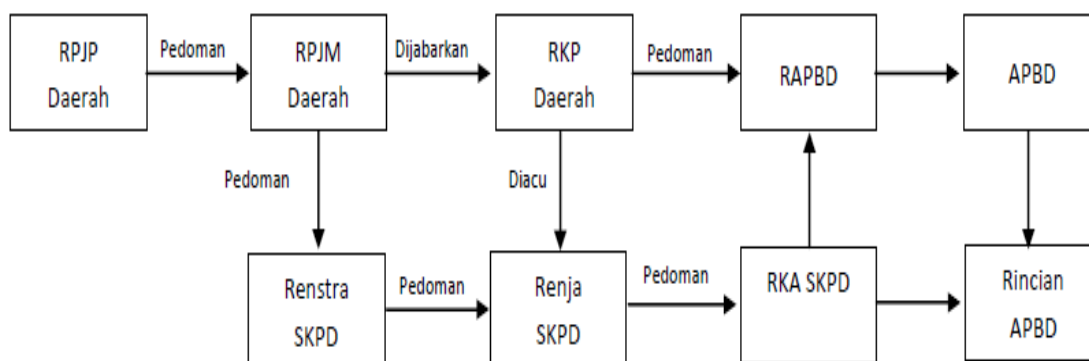 RPJP
Daerah
Pedoman
RPJM
Daerah
Dijabarkan
RKP
Daerah
Pedoman
RAPBD
APBD
Pedoman
Diacu
Renstra
SKPD
Pedoman
Renja
SKPD
Pedoman
RKA SKPD
Rincian
APBD